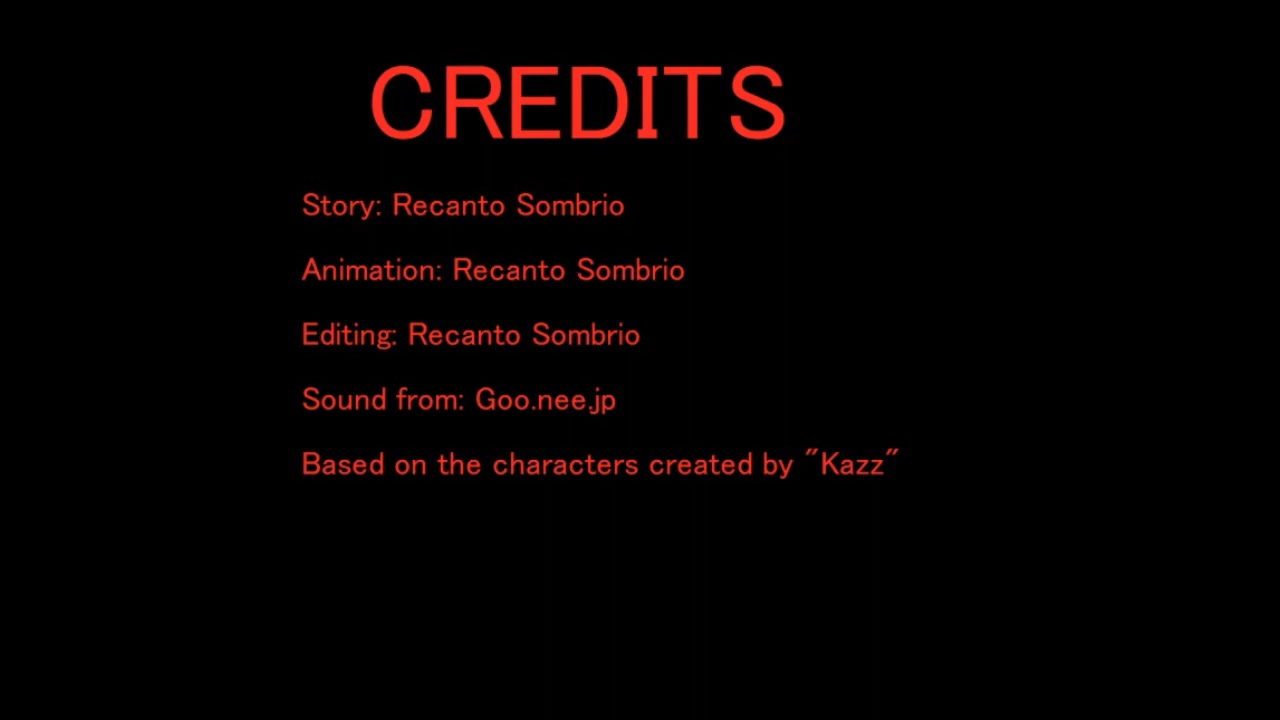 CREDITS
Story: Recanto Sombrio
Animation: Recanto Sombrio
Editing: Recanto Sombrio
Sound from: Goo.nee.jp
Based on the characters created by "Kazz"